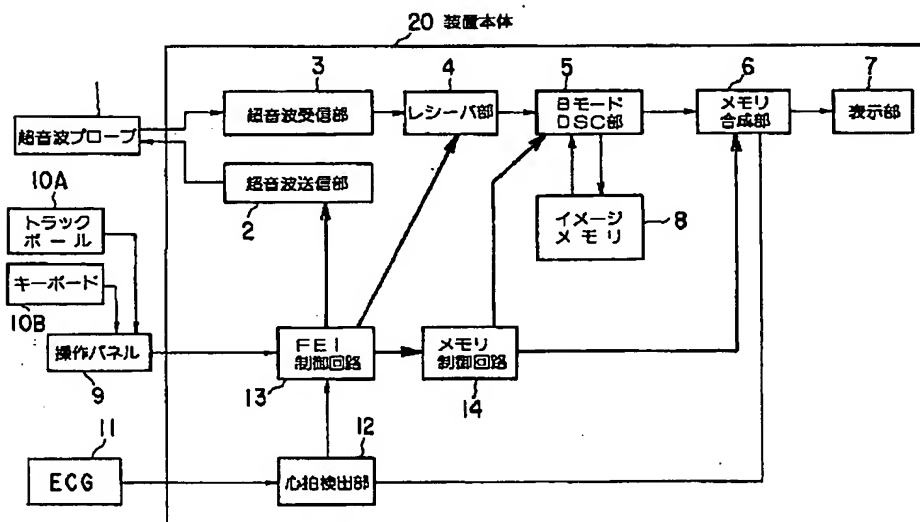 20 装置本体
3
4
5
6
7
超音波プローブ
超音波受信部
レシーバ部
Bモード
DSC部
メモリ
合成部
表示部
超音波送信部
2
10A
トラック
ボール
イメージ
メモリ
8
キーボード
10B
操作パネル
9
FEI
制御回路
13
メモリ
制御回路
14
11
ECG
12
心拍検出部